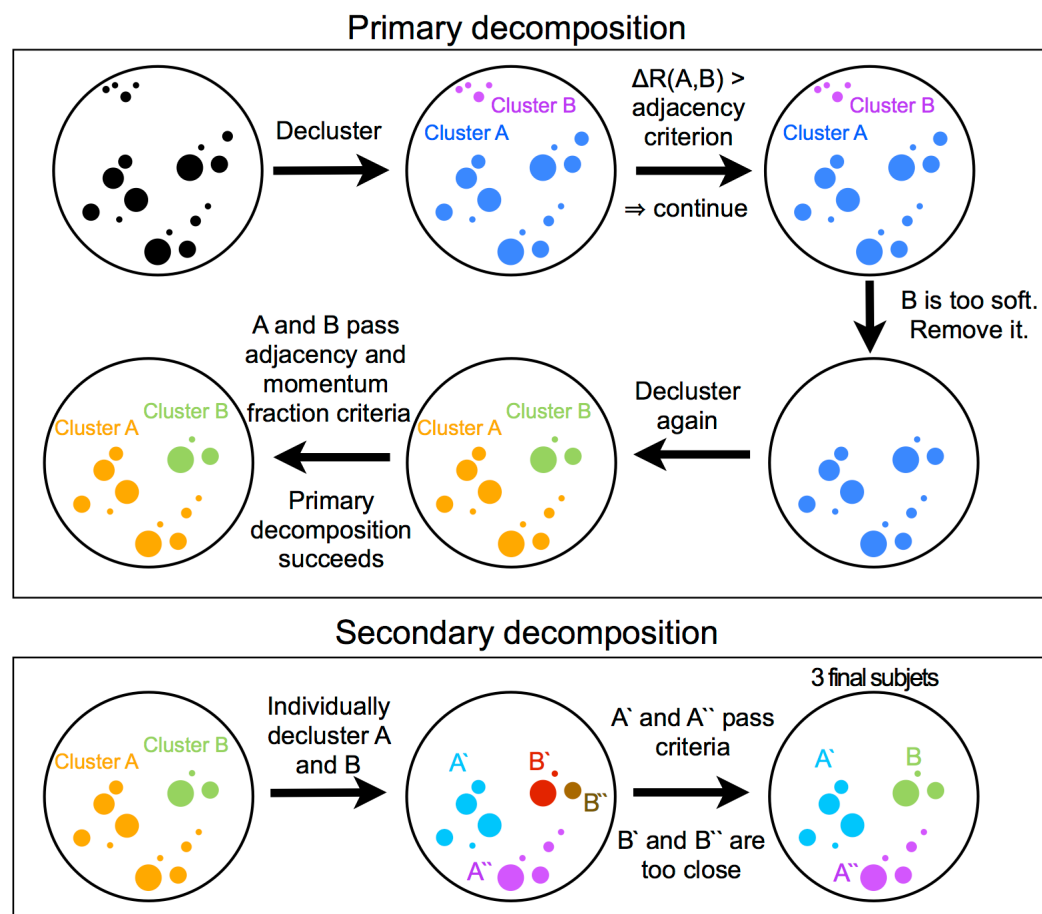 Primary decomposition
Decluster
Cluster B
Cluster A
ΔR(A,B) >
adjacency
criterion
⇒ continue
Cluster B
Cluster A
B is too soft.
Remove it.
Decluster
again
Cluster B
Cluster A
A and B pass
adjacency and
momentum
fraction criteria
Primary
decomposition
succeeds
Cluster B
Cluster A
Secondary decomposition
Cluster B
Cluster A
Individually
decluster A
and B
A`
B`
B``
A``
A` and A`` pass
criteria
B` and B`` are
too close
3 final subjets
A`
B
A``